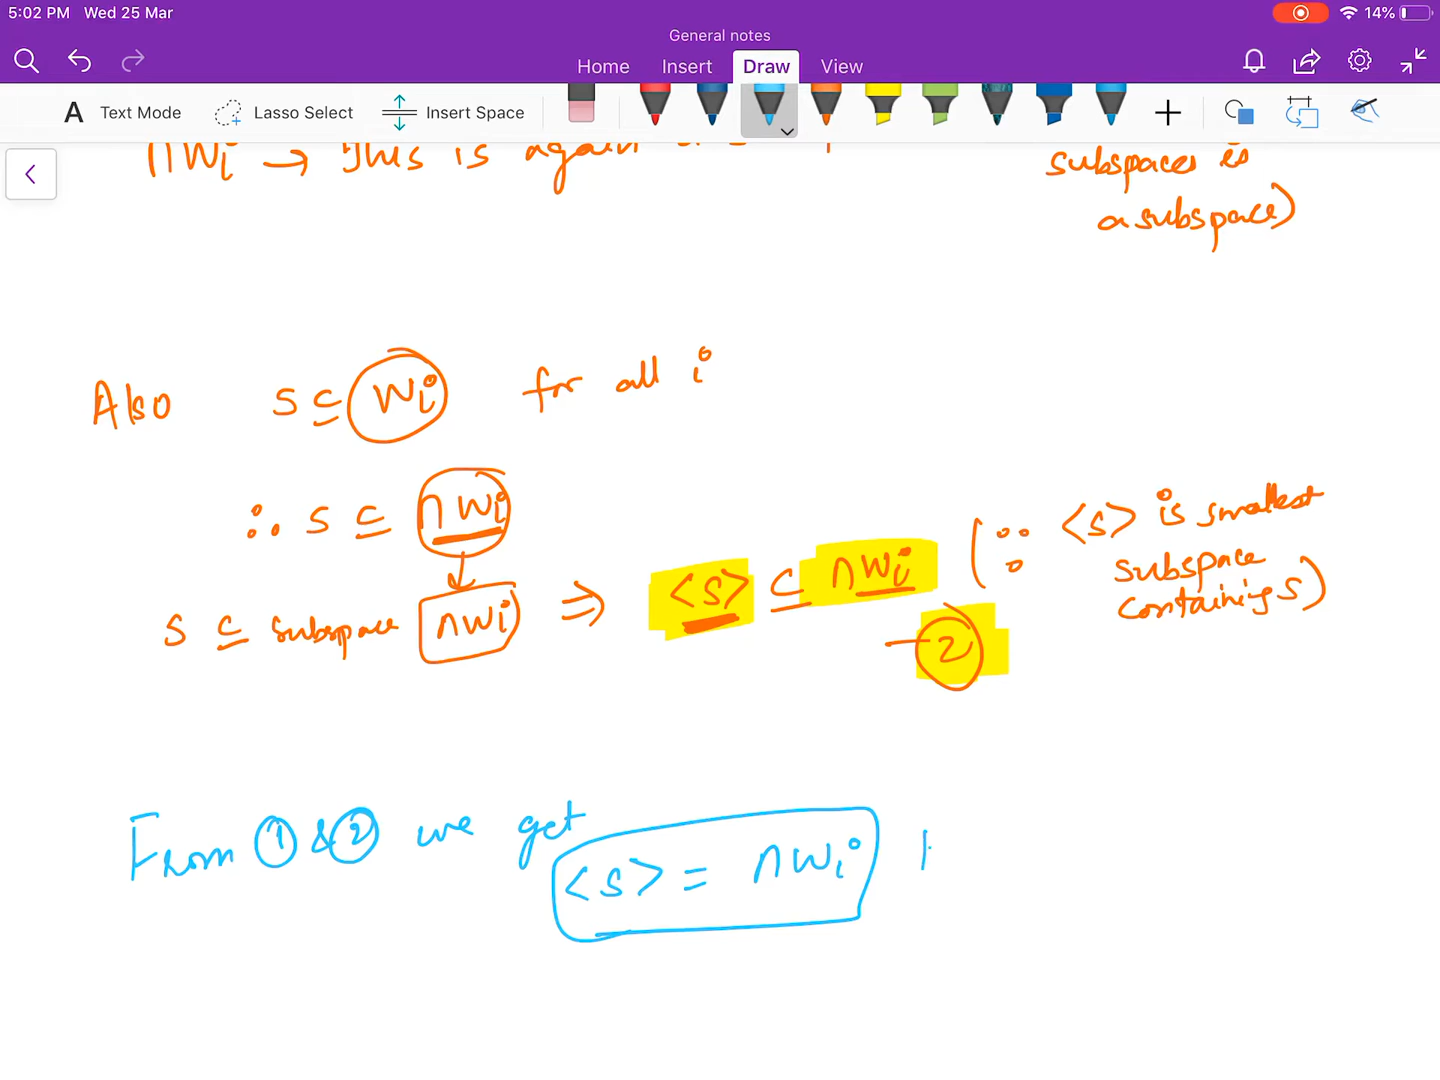 5:02 PM Wed 25 Mar
14%
General notes
Home Insert Draw View
A Text Mode Lasso Select Insert Space
∩Wi → This is again
subspaces is
a subspace)
Also S ⊆ Wi for all i
∴ S ⊆ ∩Wi
S ⊆ subspace ∩Wi ⇒ <S> ⊆ ∩Wi (∵ <S> is smallest
subspace
containing S)
— 2
From ① & ② we get
<S> = ∩Wi